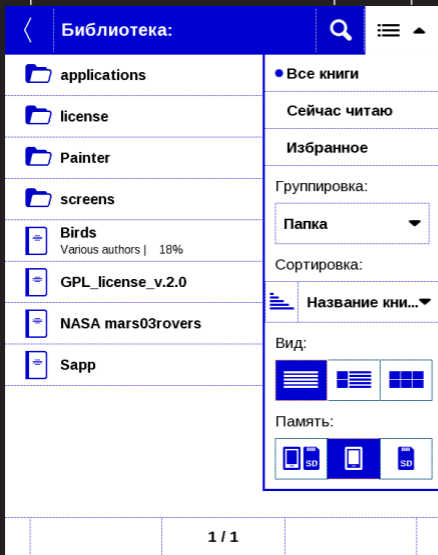 Библиотека:
applications
license
Painter
screens
Birds
Various authors | 18%
GPL_license_v.2.0
NASA mars03rovers
Sapp
Все книги
Сейчас читаю
Избранное
Группировка:
Папка
Сортировка:
Название кни...
Вид:
Память:
SD
SD
1 / 1